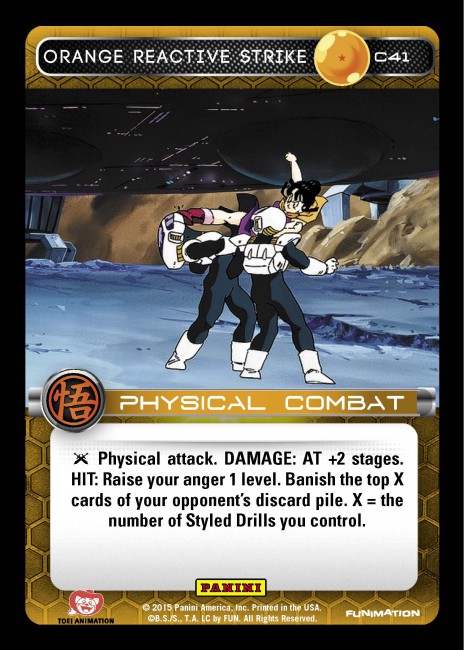 ORANGE REACTIVE STRIKE C41
悟 PHYSICAL COMBAT
Physical attack. DAMAGE: AT +2 stages.
HIT: Raise your anger 1 level. Banish the top X
cards of your opponent's discard pile. X = the
number of Styled Drills you control.
PANINI
TOEI ANIMATION
© 2015 Panini America, Inc. Printed in the USA.
©B.S./S., T.A. LC by FUN. All Rights Reserved.
FUNIMATION